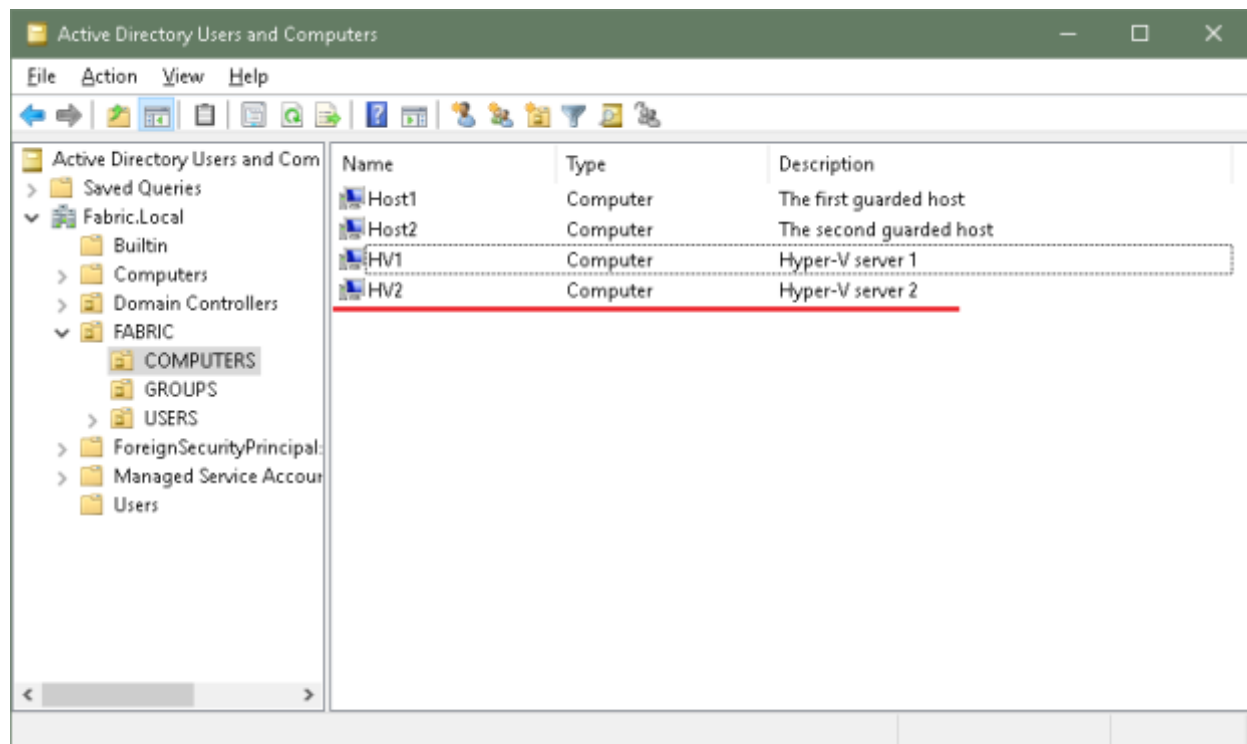 Active Directory Users and Computers
File Action View Help
Active Directory Users and Com
Saved Queries
Fabric.Local
Builtin
Computers
Domain Controllers
FABRIC
COMPUTERS
GROUPS
USERS
ForeignSecurityPrincipal:
Managed Service Accour
Users
Name Type Description
Host1 Computer The first guarded host
Host2 Computer The second guarded host
HV1 Computer Hyper-V server 1
HV2 Computer Hyper-V server 2